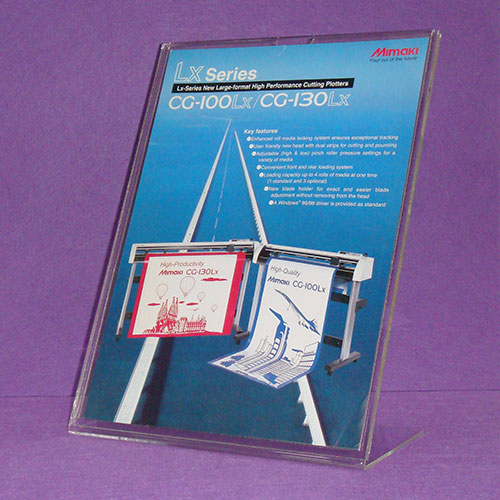 Mimaki
Your cut of the future
Lx Series
Lx-Series New Large-format High Performance Cutting Plotters
CG-100Lx/CG-130Lx
Key features
●Enhanced roll media locking system ensures exceptional tracking
●User friendly new head with dual strips for cutting and pouncing
●Adjustable (high & low) pinch roller pressure settings for a
variety of media
●Convenient front and rear loading system
●Loading capacity up to 4 rolls of media at one time
(1 standard and 3 optional)
●New blade holder for exact and easier blade
adjustment without removing from the head
●A Windows® 95/98 driver is provided as standard
High-Productivity
Mimaki CG-130Lx
High-Quality
Mimaki CG-100Lx